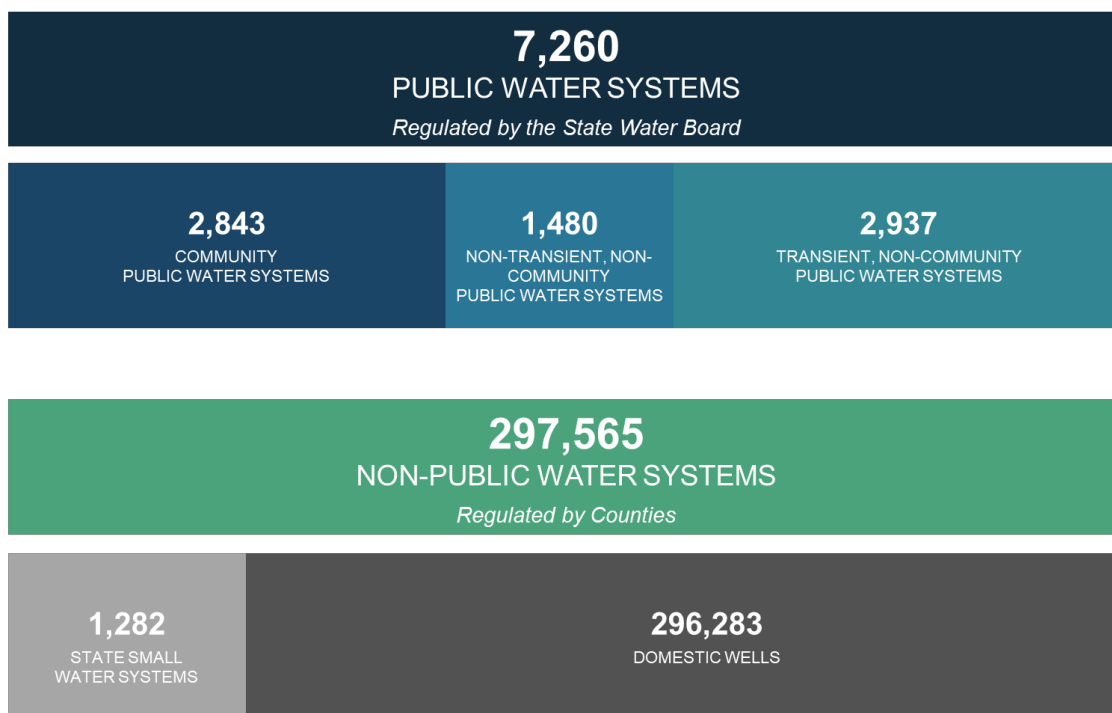 7,260
PUBLIC WATER SYSTEMS
Regulated by the State Water Board
2,843
COMMUNITY
PUBLIC WATER SYSTEMS
1,480
NON-TRANSIENT, NON-
COMMUNITY
PUBLIC WATER SYSTEMS
2,937
TRANSIENT, NON-COMMUNITY
PUBLIC WATER SYSTEMS
297,565
NON-PUBLIC WATER SYSTEMS
Regulated by Counties
1,282
STATE SMALL
WATER SYSTEMS
296,283
DOMESTIC WELLS